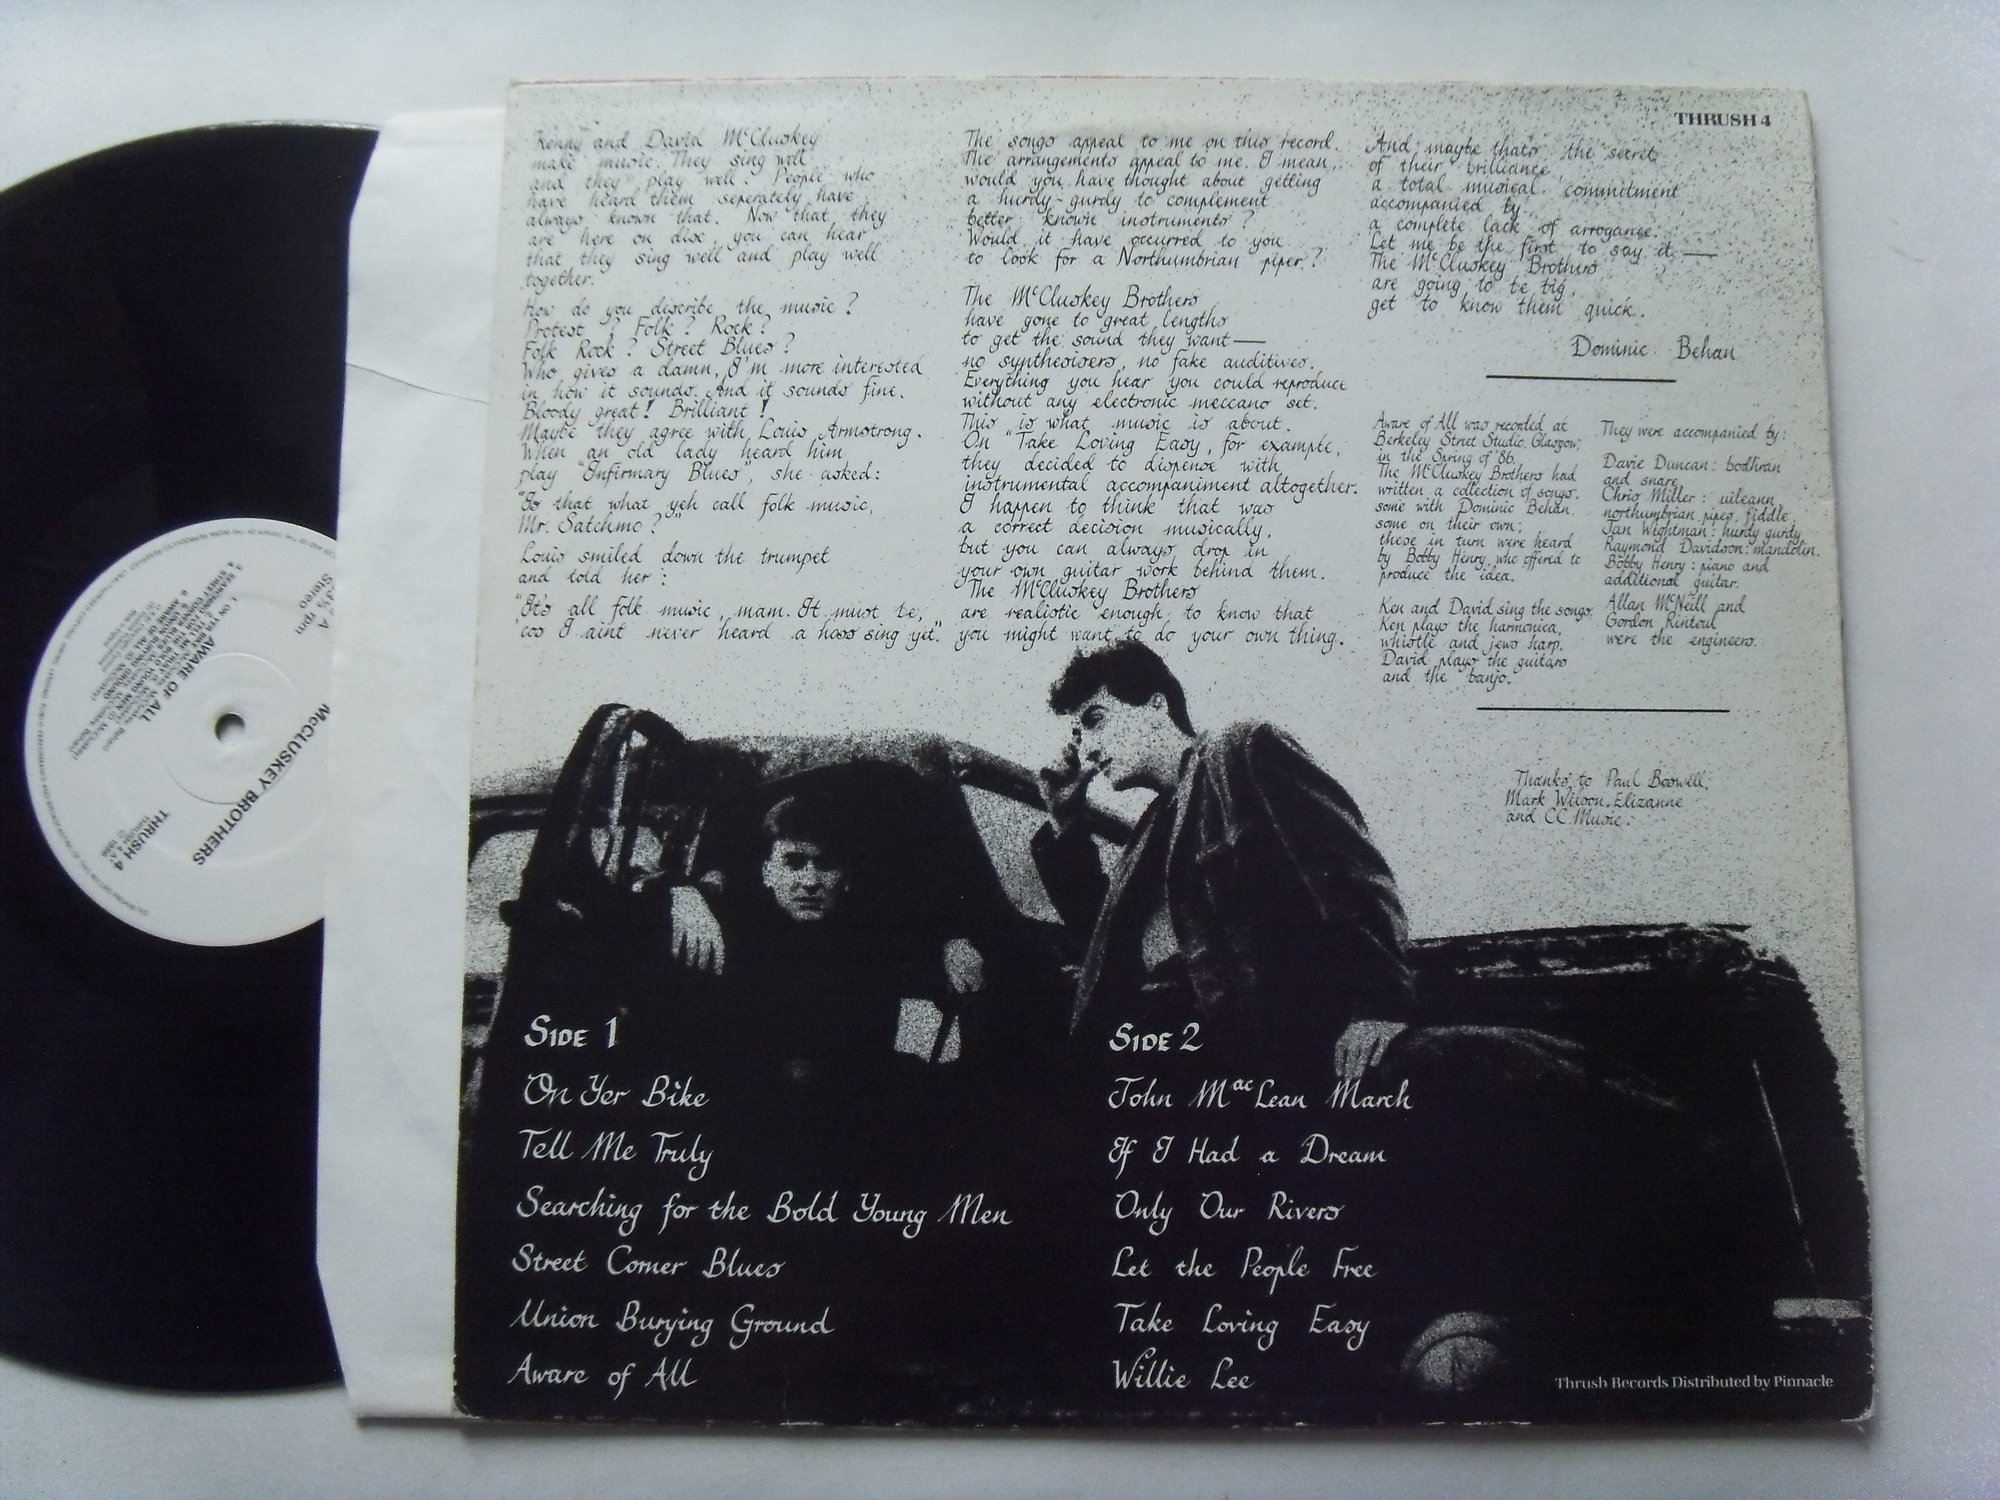 THRUSH 4
Kenny and David McCluskey
make music. They sing well
and they play well. People who
have heard them seperately have
always known that. Now that they
are here on disc, you can hear
that they sing well and play well
together.
How do you describe the music?
Protest? Folk? Rock?
Folk Rock? Street Blues?
Who gives a damn, I'm more interested
in how it sounds. And it sounds fine.
Bloody great! Brilliant!
Maybe they agree with Louis Armstrong.
When an old lady heard him
play "Infirmary Blues", she asked:
"Is that what yeh call folk music,
Mr. Satchmo?"
Louis smiled down the trumpet
and told her:
"It's all folk music, mam. It must be,
'cos I aint never heard a hoss sing yet."
The songs appeal to me on this record.
The arrangements appeal to me. I mean,
would you have thought about getting
a hurdy-gurdy to complement
better known instruments?
Would it have occurred to you
to look for a Northumbrian piper?
The McCluskey Brothers
have gone to great lengths
to get the sound they want—
no synthesisers, no fake auditives.
Everything you hear you could reproduce
without any electronic meccano set.
This is what music is about.
On "Take Loving Easy, for example,
they decided to dispense with
instrumental accompaniment altogether.
I happen to think that was
a correct decision musically,
but you can always drop in
your own guitar work behind them.
The McCluskey Brothers
are realistic enough to know that
you might want to do your own thing.
And maybe thats the secret
of their brilliance,
a total musical commitment
accompanied by
a complete lack of arrogance.
Let me be the first to say it —
The McCluskey Brothers
are going to be big,
get to know them quick.
Dominic Behan
Aware of All was recorded at
Berkeley Street Studio, Glasgow,
in the Spring of '86.
The McCluskey Brothers had
written a collection of songs,
some with Dominic Behan,
some on their own;
these in turn were heard
by Bobby Henry, who offered to
produce the idea.
Ken and David sing the songs.
Ken plays the harmonica,
whistle and jews harp.
David plays the guitars
and the banjo.
They were accompanied by:
Davie Duncan: bodhran
and snare
Chris Miller: uileann,
northumbrian pipes, fiddle
Jan Wightman: hurdy gurdy
Raymond Davidson: mandolin.
Bobby Henry: piano and
additional guitar.
Allan McNeill and
Gordon Rintoul
were the engineers.
Thanks to Paul Boswell,
Mark Wilson, Elizanne
and CC Music.
SIDE 1
On Yer Bike
Tell Me Truly
Searching for the Bold Young Men
Street Corner Blues
Union Burying Ground
Aware of All
SIDE 2
John MacLean March
If I Had a Dream
Only Our Rivers
Let the People Free
Take Loving Easy
Willie Lee
Thrush Records Distributed by Pinnacle
McCLUSKEY BROTHERS
AWARE OF ALL
THRUSH 4
Stereo
rpm